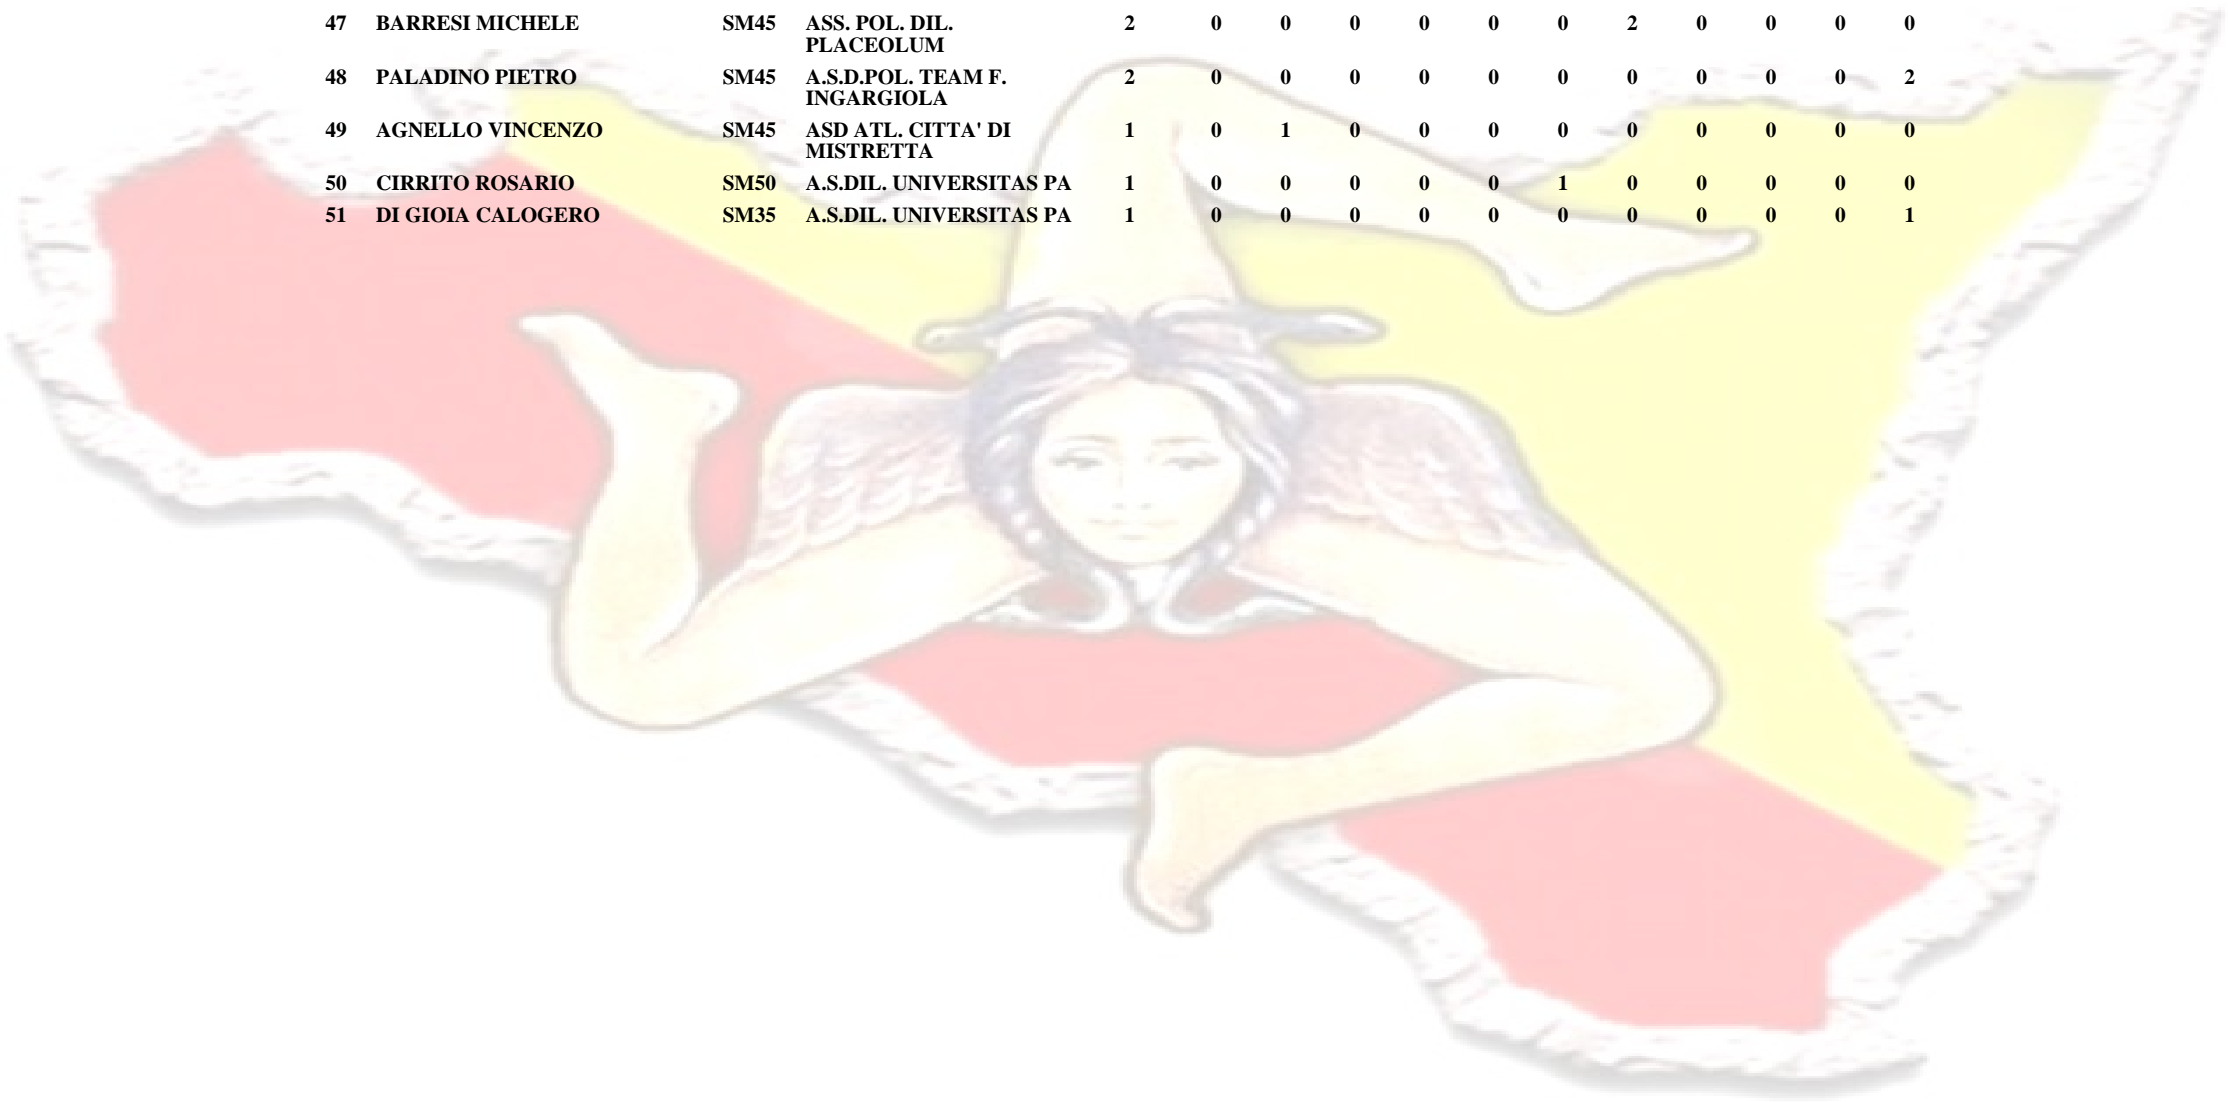 47 BARRESI MICHELE SM45 ASS. POL. DIL. 2 0 0 0 0 0 0 2 0 0 0 0
PLACEOLUM
48 PALADINO PIETRO SM45 A.S.D.POL. TEAM F. 2 0 0 0 0 0 0 0 0 0 0 2
INGARGIOLA
49 AGNELLO VINCENZO SM45 ASD ATL. CITTA' DI 1 0 1 0 0 0 0 0 0 0 0 0
MISTRETTA
50 CIRRITO ROSARIO SM50 A.S.DIL. UNIVERSITAS PA 1 0 0 0 0 0 1 0 0 0 0 0
51 DI GIOIA CALOGERO SM35 A.S.DIL. UNIVERSITAS PA 1 0 0 0 0 0 0 0 0 0 0 1